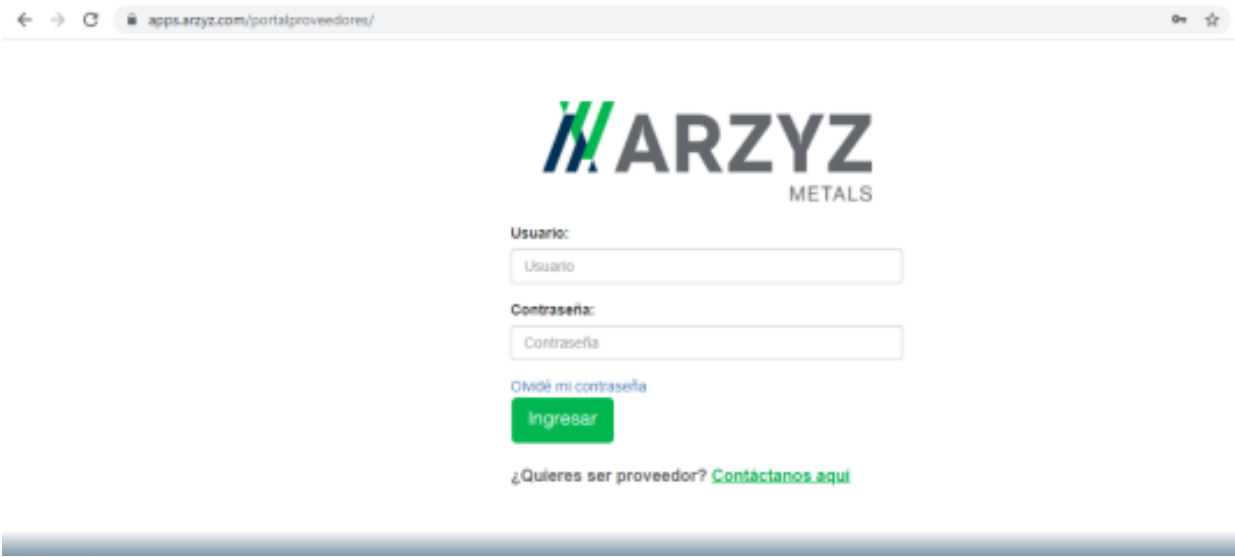 apps.arzyz.com/portalproveedores/
ARZYZ
METALS
Usuario:
Usuario
Contraseña:
Contraseña
Olvidé mi contraseña
Ingresar
¿Quieres ser proveedor? Contáctanos aquí